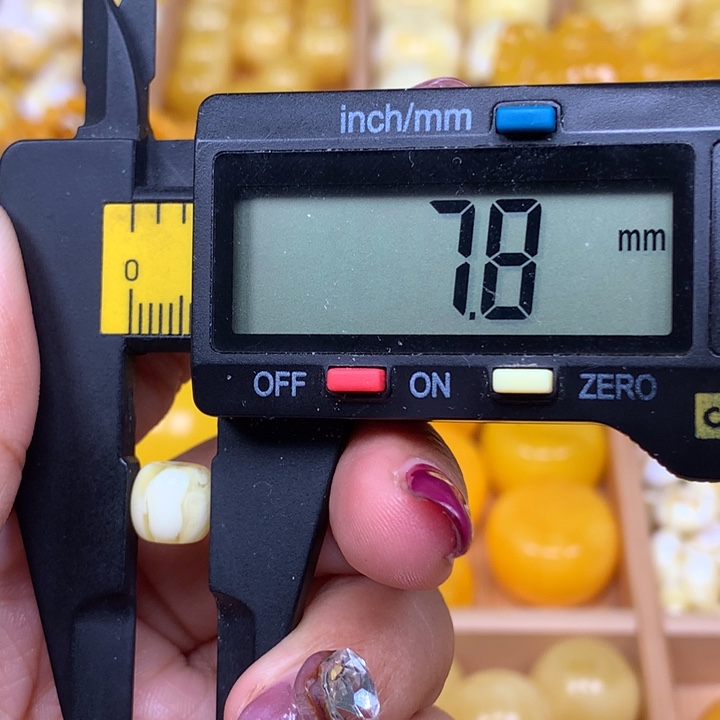 inch/mm
7.8 mm
0
OFF ON ZERO